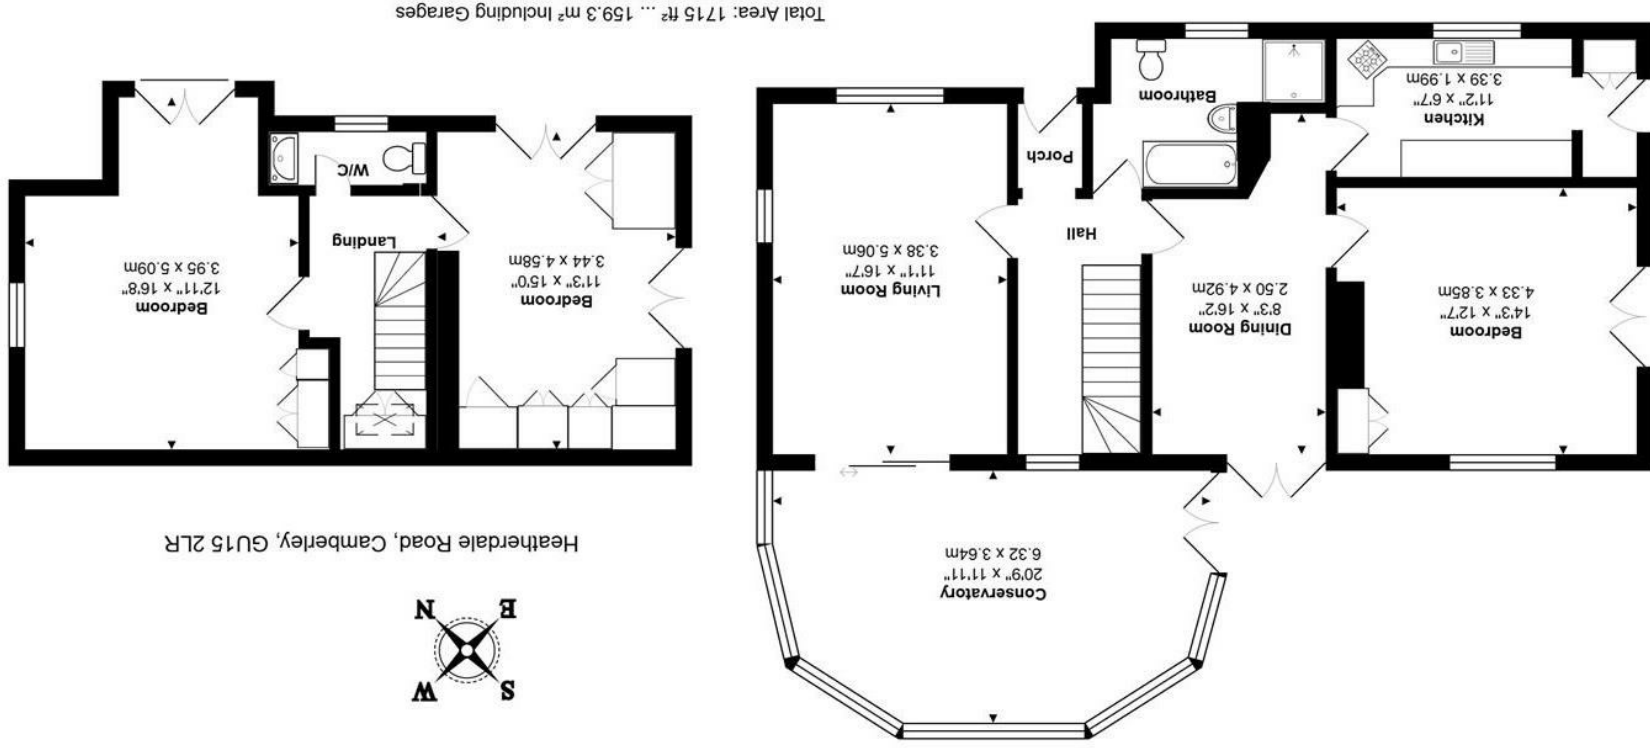 S
W
E
N
Heatherdale Road, Camberley, GU15 2LR
Conservatory
20'9" x 11'11"
6.32 x 3.64m
Bedroom
14'3" x 12'7"
4.33 x 3.85m
Dining Room
8'3" x 16'2"
2.50 x 4.92m
Living Room
11'1" x 16'7"
3.38 x 5.06m
Hall
Kitchen
11'2" x 6'7"
3.39 x 1.99m
Bathroom
Porch
Bedroom
11'3" x 15'0"
3.44 x 4.58m
Bedroom
12'11" x 16'8"
3.95 x 5.09m
Landing
W/C
Total Area: 1715 ft² ... 159.3 m² Including Garages